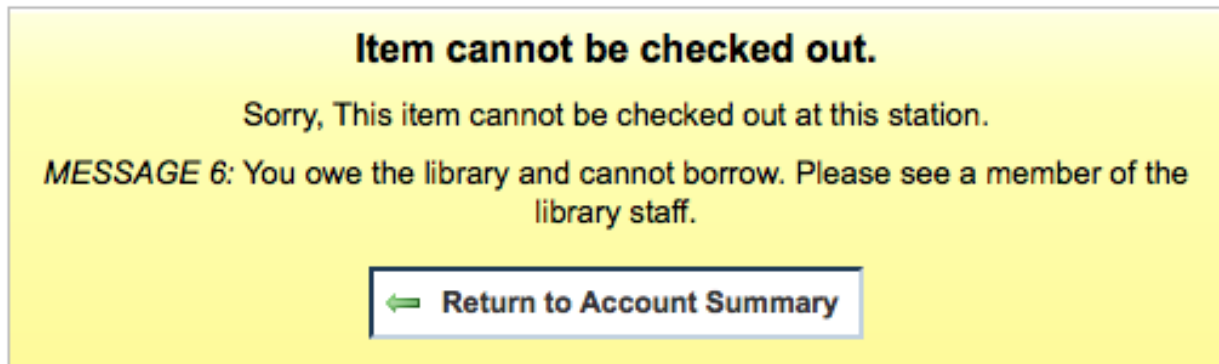 Item cannot be checked out.
Sorry, This item cannot be checked out at this station.
MESSAGE 6: You owe the library and cannot borrow. Please see a member of the
library staff.
Return to Account Summary